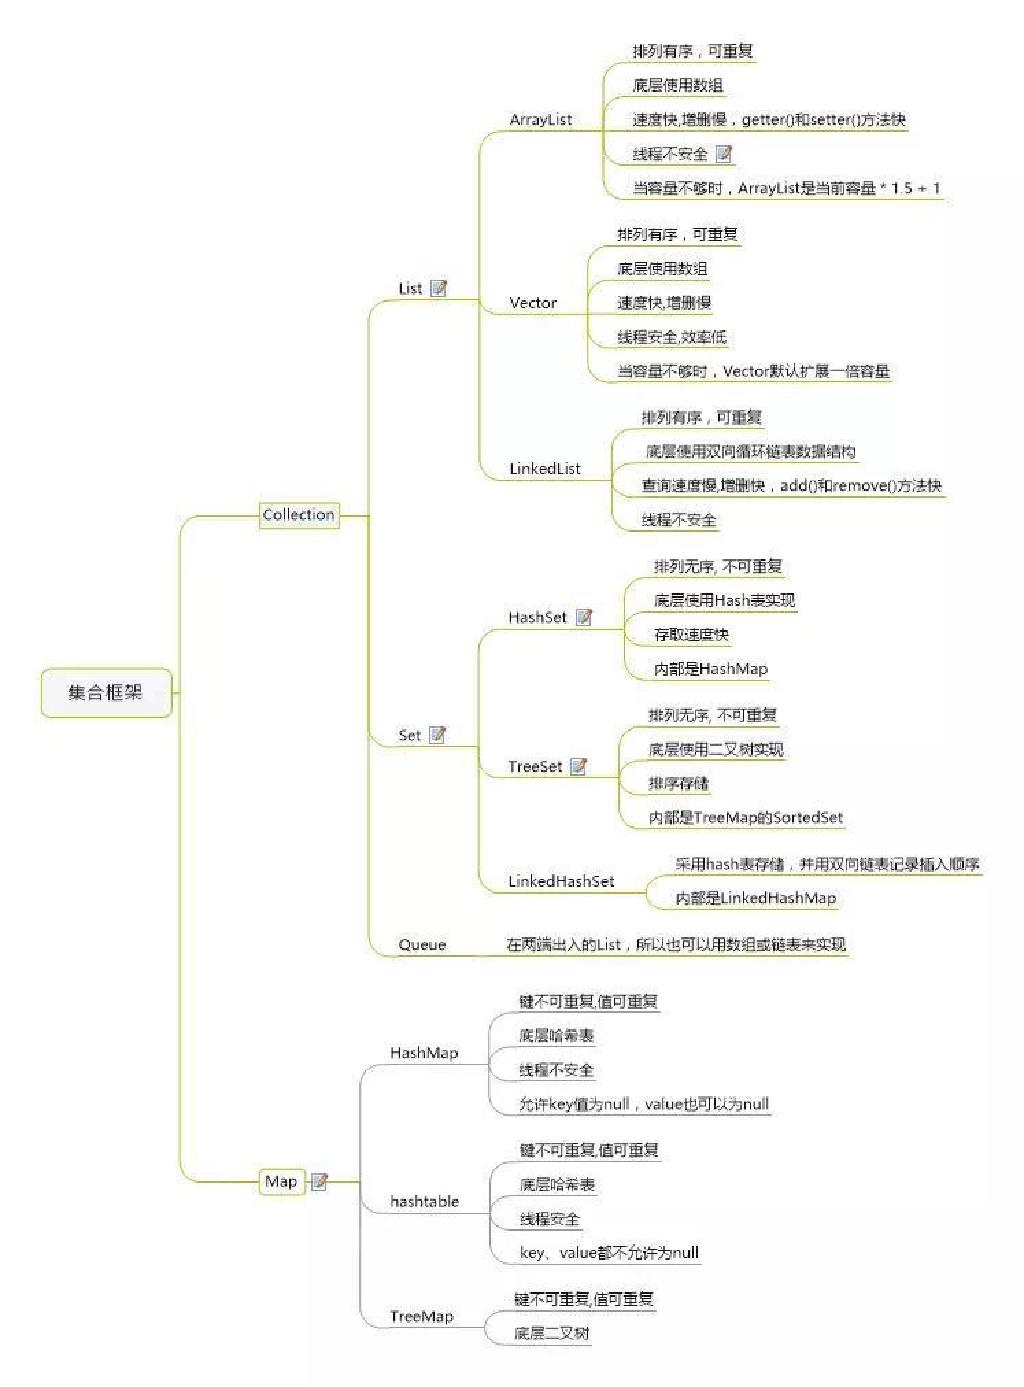 集合框架
Collection
List
ArrayList
排列有序，可重复
底层使用数组
速度快,增删慢，getter()和setter()方法快
线程不安全
当容量不够时，ArrayList是当前容量 * 1.5 + 1
Vector
排列有序，可重复
底层使用数组
速度快,增删慢
线程安全,效率低
当容量不够时，Vector默认扩展一倍容量
LinkedList
排列有序，可重复
底层使用双向循环链表数据结构
查询速度慢,增删快，add()和remove()方法快
线程不安全
Set
HashSet
排列无序, 不可重复
底层使用Hash表实现
存取速度快
内部是HashMap
TreeSet
排列无序, 不可重复
底层使用二叉树实现
排序存储
内部是TreeMap的SortedSet
LinkedHashSet
采用hash表存储，并用双向链表记录插入顺序
内部是LinkedHashMap
Queue
在两端出入的List，所以也可以用数组或链表来实现
Map
HashMap
键不可重复,值可重复
底层哈希表
线程不安全
允许key值为null，value也可以为null
hashtable
键不可重复,值可重复
底层哈希表
线程安全
key、value都不允许为null
TreeMap
键不可重复,值可重复
底层二叉树